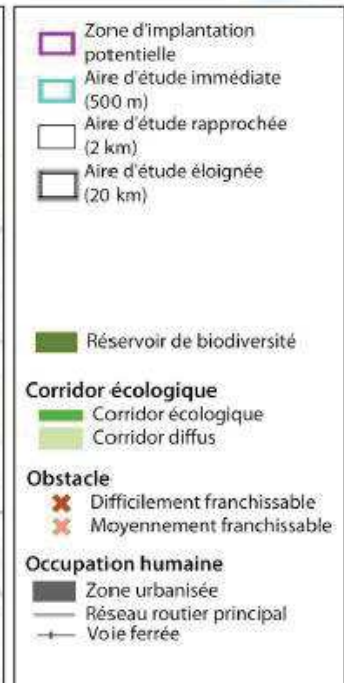 Zone d'implantation
potentielle
Aire d'étude immédiate
(500 m)
Aire d'étude rapprochée
(2 km)
Aire d'étude éloignée
(20 km)
Réservoir de biodiversité
Corridor écologique
Corridor écologique
Corridor diffus
Obstacle
Difficilement franchissable
Moyennement franchissable
Occupation humaine
Zone urbanisée
Réseau routier principal
Voie ferrée